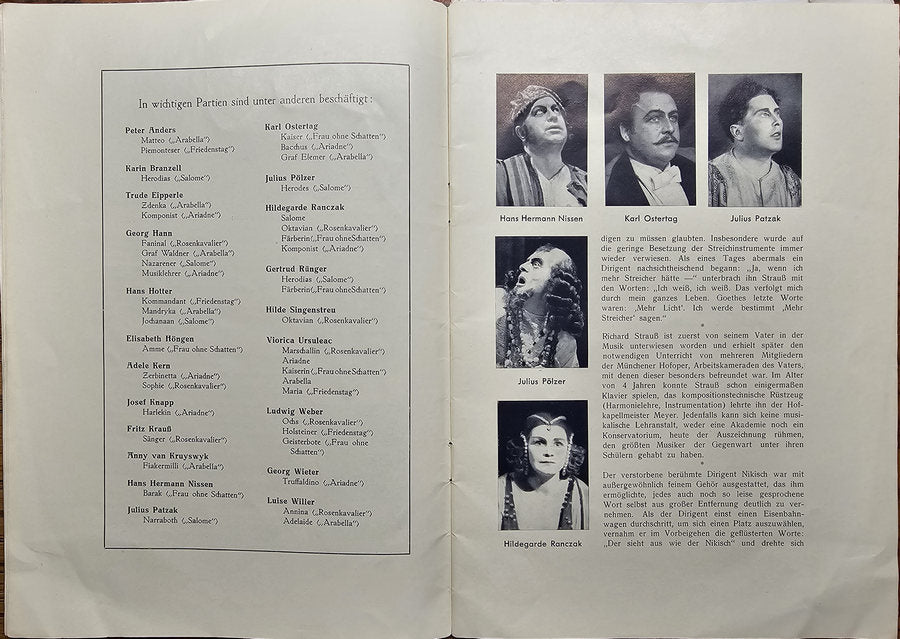 In wichtigen Partien sind unter anderen beschäftigt:
Peter Anders
Matteo („Arabella“)
Piemonteser („Friedenstag“)
Karin Branzell
Herodias („Salome“)
Trude Eipperle
Zdenka („Arabella“)
Komponist („Ariadne“)
Georg Hann
Faninal („Rosenkavalier“)
Graf Waldner („Arabella“)
Nazarener („Salome“)
Musiklehrer („Ariadne“)
Hans Hotter
Kommandant („Friedenstag“)
Mandryka („Arabella“)
Jochanaan („Salome“)
Elisabeth Höngen
Amme („Frau ohne Schatten“)
Adele Kern
Zerbinetta („Ariadne“)
Sophie („Rosenkavalier“)
Josef Knapp
Harlekin („Ariadne“)
Fritz Krauß
Sänger („Rosenkavalier“)
Anny van Kruyswyk
Fiakermilli („Arabella“)
Hans Hermann Nissen
Barak („Frau ohne Schatten“)
Julius Patzak
Narraboth („Salome“)
Karl Ostertag
Kaiser („Frau ohne Schatten“)
Bacchus („Ariadne“)
Graf Elemer („Arabella“)
Julius Pölzer
Herodes („Salome“)
Hildegarde Ranczak
Salome
Oktavian („Rosenkavalier“)
Färberin(„Frau ohneSchatten“)
Komponist („Ariadne“)
Gertrud Rünger
Herodias („Salome“)
Färberin(„Frau ohneSchatten“)
Hilde Singenstreu
Oktavian („Rosenkavalier“)
Viorica Ursuleac
Marschallin („Rosenkavalier“)
Ariadne
Kaiserin(„Frau ohneSchatten“)
Arabella
Maria („Friedenstag“)
Ludwig Weber
Ochs („Rosenkavalier“)
Holsteiner („Friedenstag“)
Geisterbote („Frau ohne
Schatten“)
Georg Wieter
Truffaldino („Ariadne“)
Luise Willer
Annina („Rosenkavalier“)
Adelaide („Arabella“)
Hans Hermann Nissen
Karl Ostertag
Julius Patzak
Julius Pölzer
Hildegarde Ranczak
digen zu müssen glaubten. Insbesondere wurde auf
die geringe Besetzung der Streichinstrumente immer
wieder verwiesen. Als eines Tages abermals ein
Dirigent nachsichtheischend begann: „Ja, wenn ich
mehr Streicher hätte —“ unterbrach ihn Strauß mit
den Worten: „Ich weiß, ich weiß. Das verfolgt mich
durch mein ganzes Leben. Goethes letzte Worte
waren: ‚Mehr Licht‘. Ich werde bestimmt ‚Mehr
Streicher‘ sagen.“
*
Richard Strauß ist zuerst von seinem Vater in der
Musik unterwiesen worden und erhielt später den
notwendigen Unterricht von mehreren Mitgliedern
der Münchener Hofoper, Arbeitskameraden des Vaters,
mit denen dieser besonders befreundet war. Im Alter
von 4 Jahren konnte Strauß schon einigermaßen
Klavier spielen, das kompositionstechnische Rüstzeug
(Harmonielehre, Instrumentation) lehrte ihn der Hof-
kapellmeister Meyer. Jedenfalls kann sich keine musi-
kalische Lehranstalt, weder eine Akademie noch ein
Konservatorium, heute der Auszeichnung rühmen,
den größten Musiker der Gegenwart unter ihren
Schülern gehabt zu haben.
*
Der verstorbene berühmte Dirigent Nikisch war mit
außergewöhnlich feinem Gehör ausgestattet, das ihm
ermöglichte, jedes auch noch so leise gesprochene
Wort selbst aus großer Entfernung deutlich zu ver-
nehmen. Als der Dirigent einst einen Eisenbahn-
wagen durchschritt, um sich einen Platz auszuwählen,
vernahm er im Vorbeigehen die geflüsterten Worte:
„Der sieht aus wie der Nikisch“ und drehte sich